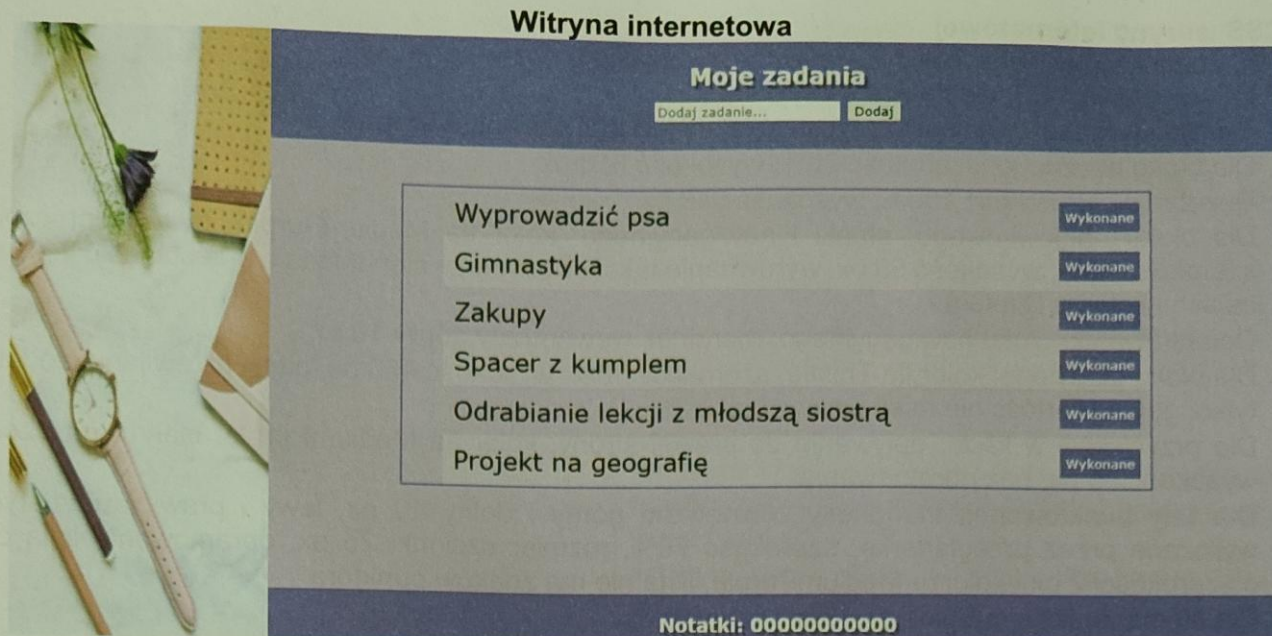 Witryna internetowa
Moje zadania
Dodaj zadanie... Dodaj
Wyprowadzić psa Wykonane
Gimnastyka Wykonane
Zakupy Wykonane
Spacer z kumplem Wykonane
Odrabianie lekcji z młodszą siostrą Wykonane
Projekt na geografię Wykonane
Notatki: 00000000000